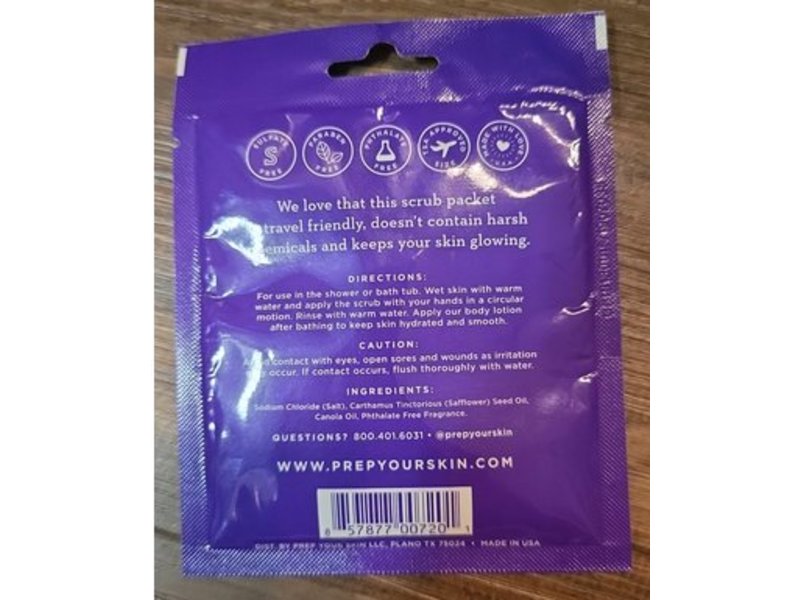 SULFATE FREE
S
PARABEN FREE
PHTHALATE FREE
TSA APPROVED SIZE
MADE WITH LOVE USA
We love that this scrub packet
travel friendly, doesn't contain harsh
chemicals and keeps your skin glowing.
DIRECTIONS:
For use in the shower or bath tub. Wet skin with warm
water and apply the scrub with your hands in a circular
motion. Rinse with warm water. Apply our body lotion
after bathing to keep skin hydrated and smooth.
CAUTION:
Avoid contact with eyes, open sores and wounds as irritation
may occur. If contact occurs, flush thoroughly with water.
INGREDIENTS:
Sodium Chloride (Salt), Carthamus Tinctorious (Safflower) Seed Oil,
Canola Oil, Phthalate Free Fragrance.
QUESTIONS? 800.401.6031 • @prepyourskin
WWW.PREPYOURSKIN.COM
8 57877 00720 1
DIST. BY PREP YOUR SKIN LLC, PLANO TX 75024 • MADE IN USA